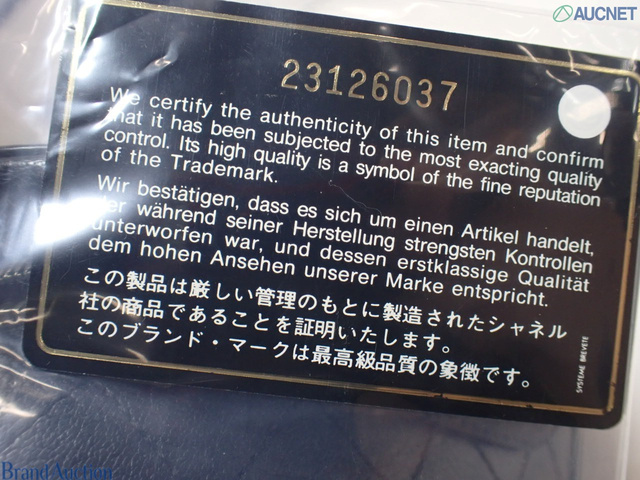 AUCNET
23126037
We certify the authenticity of this item and confirm
that it has been subjected to the most exacting quality
control. Its high quality is a symbol of the fine reputation
of the Trademark.
Wir bestätigen, dass es sich um einen Artikel handelt,
der während seiner Herstellung strengsten Kontrollen
unterworfen war, und dessen erstklassige Qualität
dem hohen Ansehen unserer Marke entspricht.
この製品は厳しい管理のもとに製造されたシャネル
社の商品であることを証明いたします。
このブランド・マークは最高級品質の象徴です。
SYSTEME BREVETE
BrandAuction